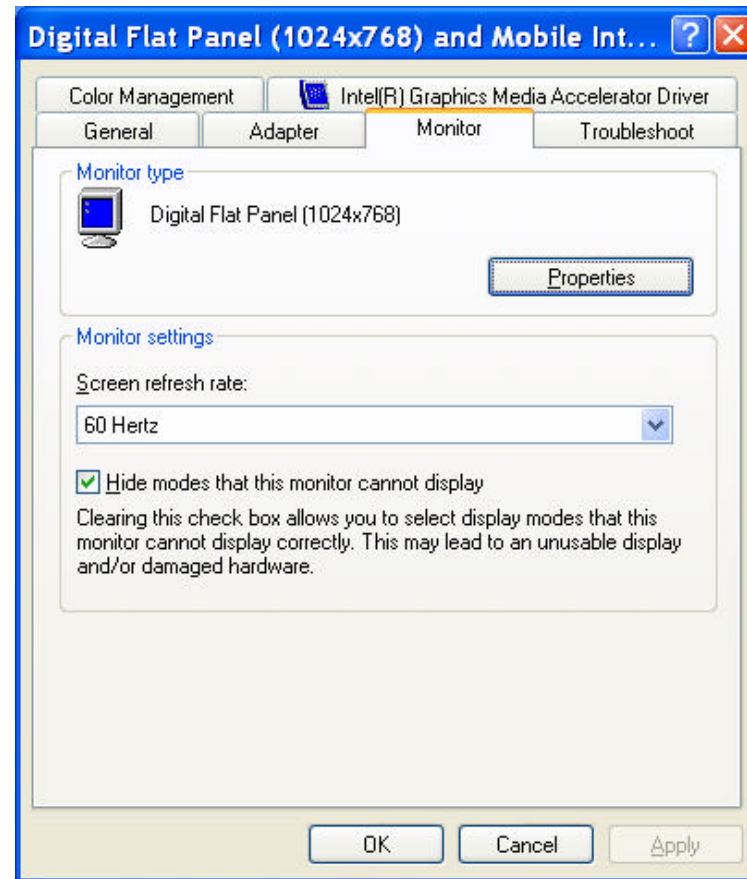 Digital Flat Panel (1024x768) and Mobile Int...
Color Management
Intel(R) Graphics Media Accelerator Driver
General
Adapter
Monitor
Troubleshoot
Monitor type
Digital Flat Panel (1024x768)
Properties
Monitor settings
Screen refresh rate:
60 Hertz
Hide modes that this monitor cannot display
Clearing this check box allows you to select display modes that this
monitor cannot display correctly. This may lead to an unusable display
and/or damaged hardware.
OK
Cancel
Apply